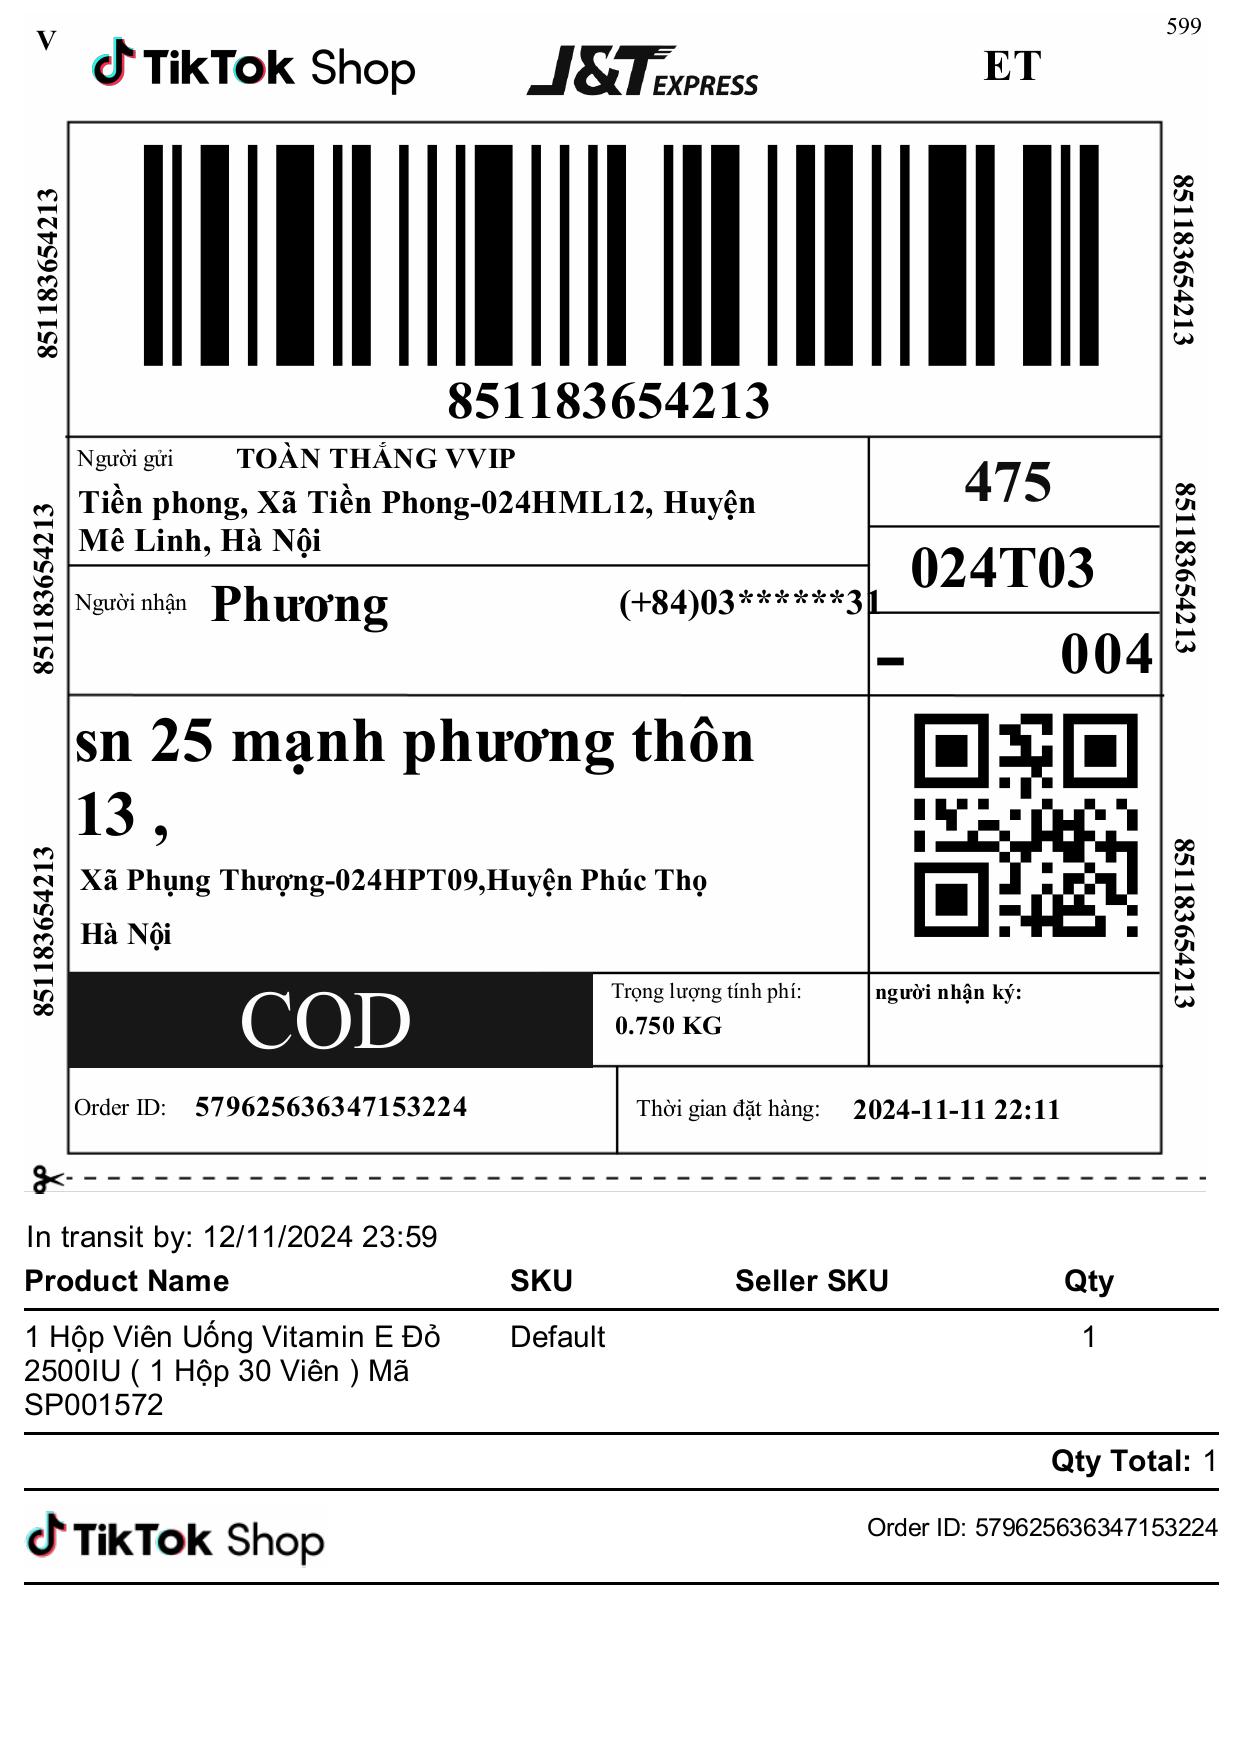 V
TikTok Shop
J&T EXPRESS
ET
599
851183654213
851183654213
851183654213
Người gửi TOÀN THẮNG VVIP
Tiền phong, Xã Tiền Phong-024HML12, Huyện
Mê Linh, Hà Nội
475
024T03
- 004
851183654213
851183654213
Người nhận Phương (+84)03******31
sn 25 mạnh phương thôn
13 ,
Xã Phụng Thượng-024HPT09,Huyện Phúc Thọ
Hà Nội
851183654213
851183654213
COD
Trọng lượng tính phí:
0.750 KG
người nhận ký:
Order ID: 579625636347153224
Thời gian đặt hàng: 2024-11-11 22:11
In transit by: 12/11/2024 23:59
Product Name SKU Seller SKU Qty
1 Hộp Viên Uống Vitamin E Đỏ Default 1
2500IU ( 1 Hộp 30 Viên ) Mã
SP001572
Qty Total: 1
TikTok Shop
Order ID: 579625636347153224